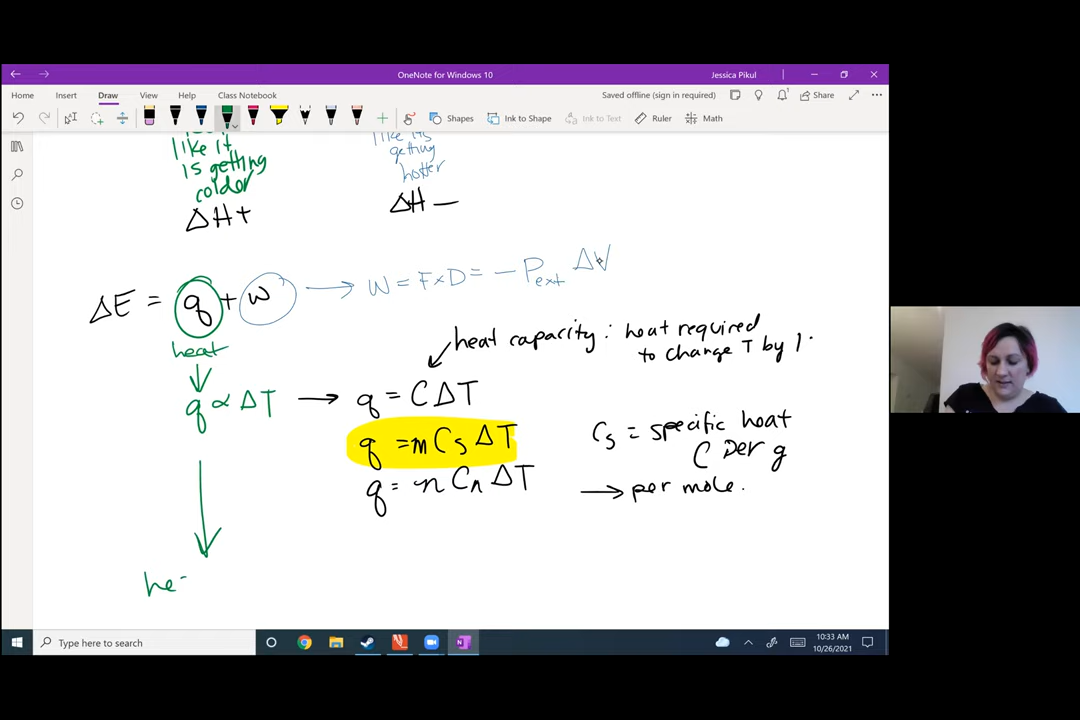 OneNote for Windows 10
Jessica Pikul
Home Insert Draw View Help Class Notebook
Saved offline (sign in required)
Share
Shapes Ink to Shape Ink to Text Ruler Math
like it
is getting
colder
ΔH+
like its
getting
hotter
ΔH −
ΔE = q + w → W = F×D = − Pext ΔV
heat
heat capacity: heat required
to change T by 1°
q ∝ ΔT → q = CΔT
q = m Cs ΔT
Cs = specific heat
C per g
q = n Cn ΔT → per mole.
he
Type here to search
10:33 AM
10/26/2021